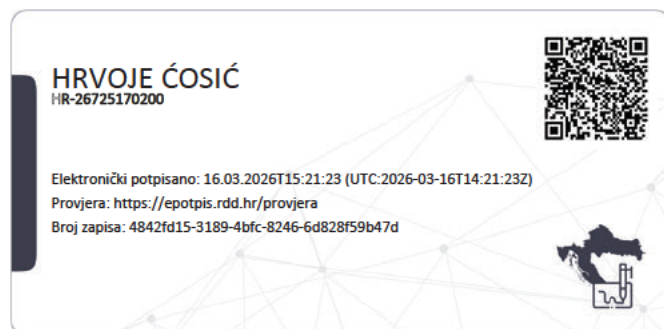 HRVOJE ĆOSIĆ
HR-26725170200
Elektronički potpisano: 16.03.2026T15:21:23 (UTC:2026-03-16T14:21:23Z)
Provjera: https://epotpis.rdd.hr/provjera
Broj zapisa: 4842fd15-3189-4bfc-8246-6d828f59b47d